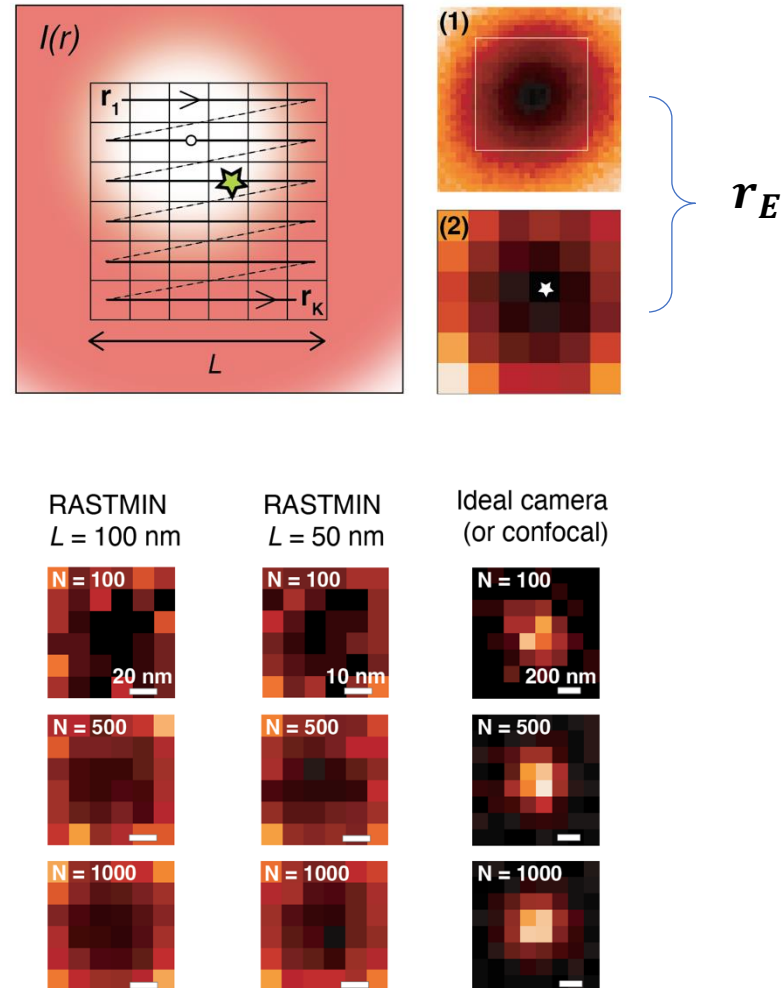 I(r)
r1
rK
L
(1)
(2)
rE
RASTMIN
L = 100 nm
RASTMIN
L = 50 nm
Ideal camera
(or confocal)
N = 100
20 nm
N = 100
10 nm
N = 100
200 nm
N = 500
N = 500
N = 500
N = 1000
N = 1000
N = 1000